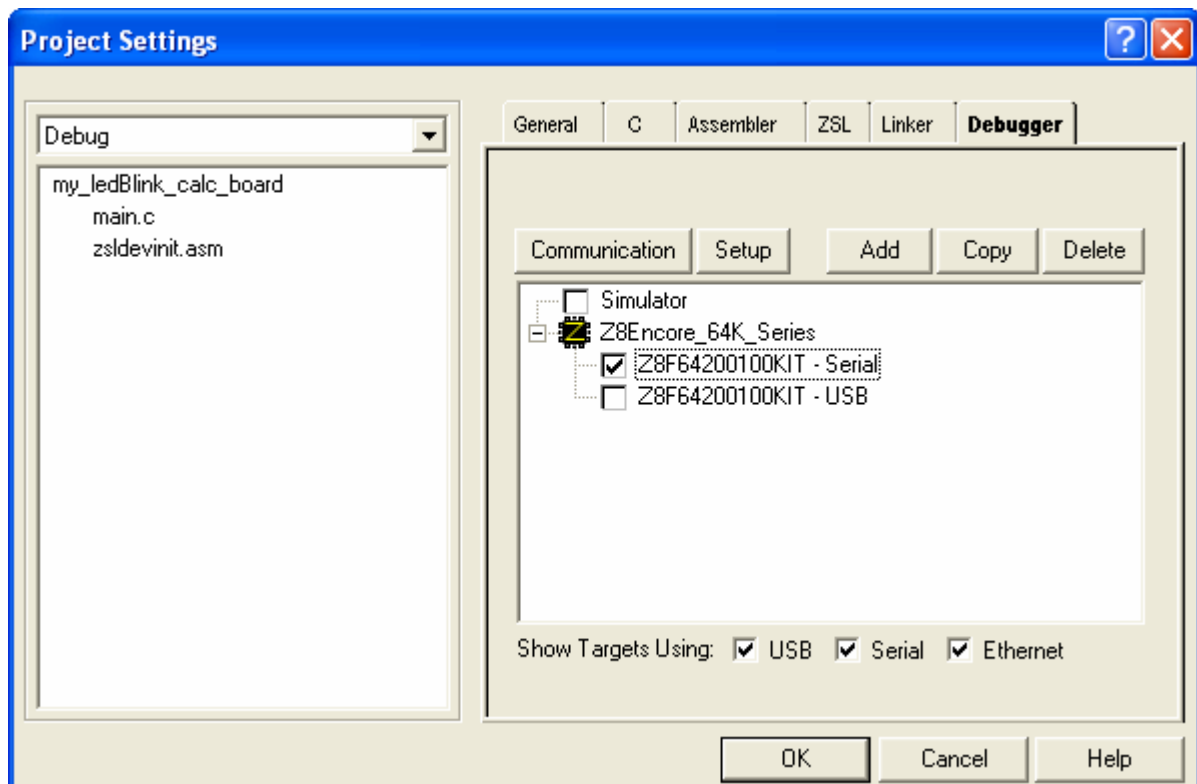 Project Settings
Debug
my_ledBlink_calc_board
main.c
zsldevinit.asm
General C Assembler ZSL Linker Debugger
Communication Setup Add Copy Delete
Simulator
Z8Encore_64K_Series
Z8F64200100KIT - Serial
Z8F64200100KIT - USB
Show Targets Using: USB Serial Ethernet
OK Cancel Help